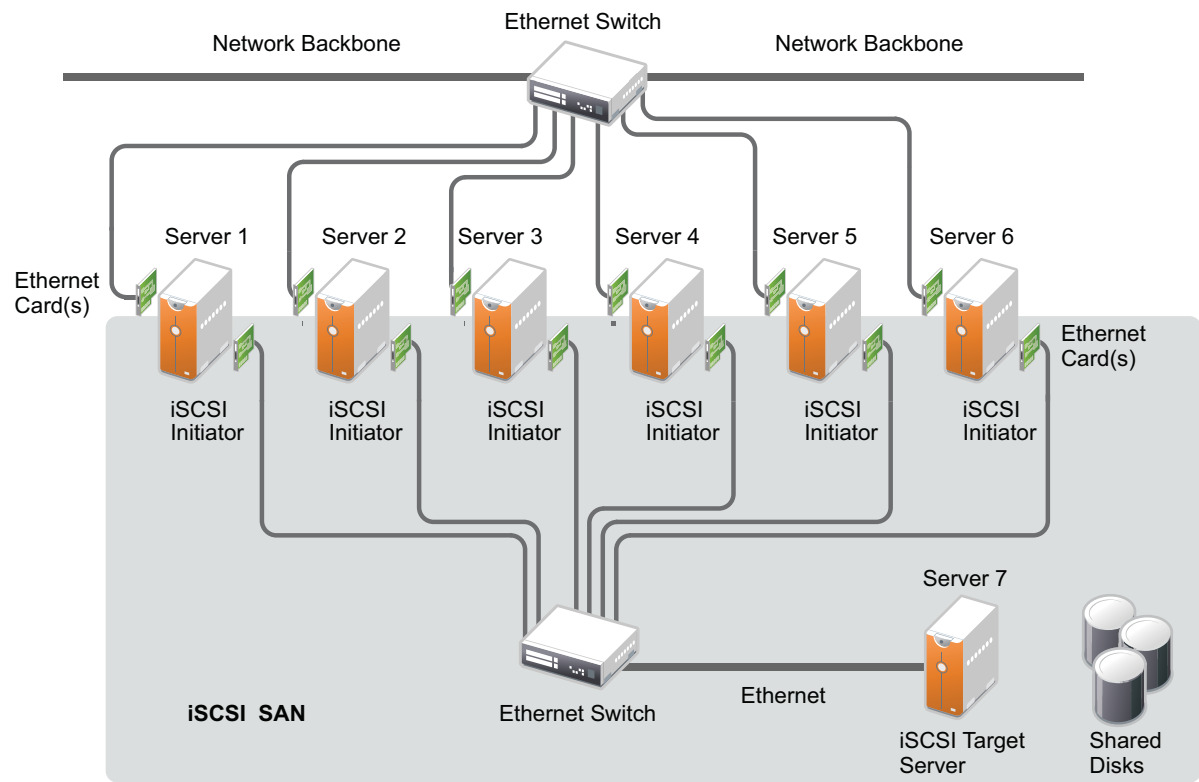 Ethernet Switch
Network Backbone
Network Backbone
Server 1
Server 2
Server 3
Server 4
Server 5
Server 6
Ethernet
Card(s)
Ethernet
Card(s)
iSCSI
Initiator
iSCSI
Initiator
iSCSI
Initiator
iSCSI
Initiator
iSCSI
Initiator
iSCSI
Initiator
Server 7
Ethernet
iSCSI SAN
Ethernet Switch
iSCSI Target
Server
Shared
Disks